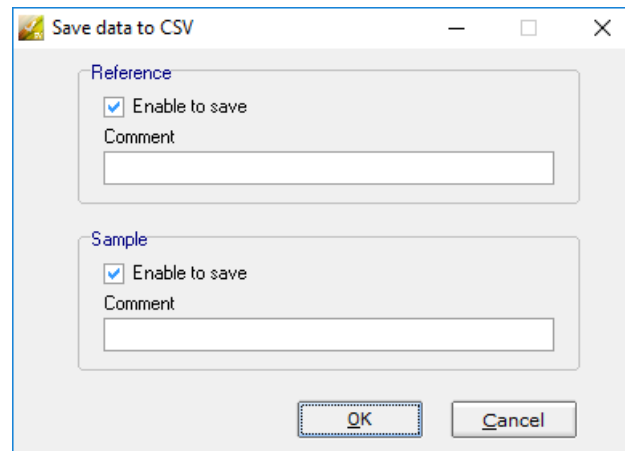 Save data to CSV
Reference
Enable to save
Comment
Sample
Enable to save
Comment
OK Cancel